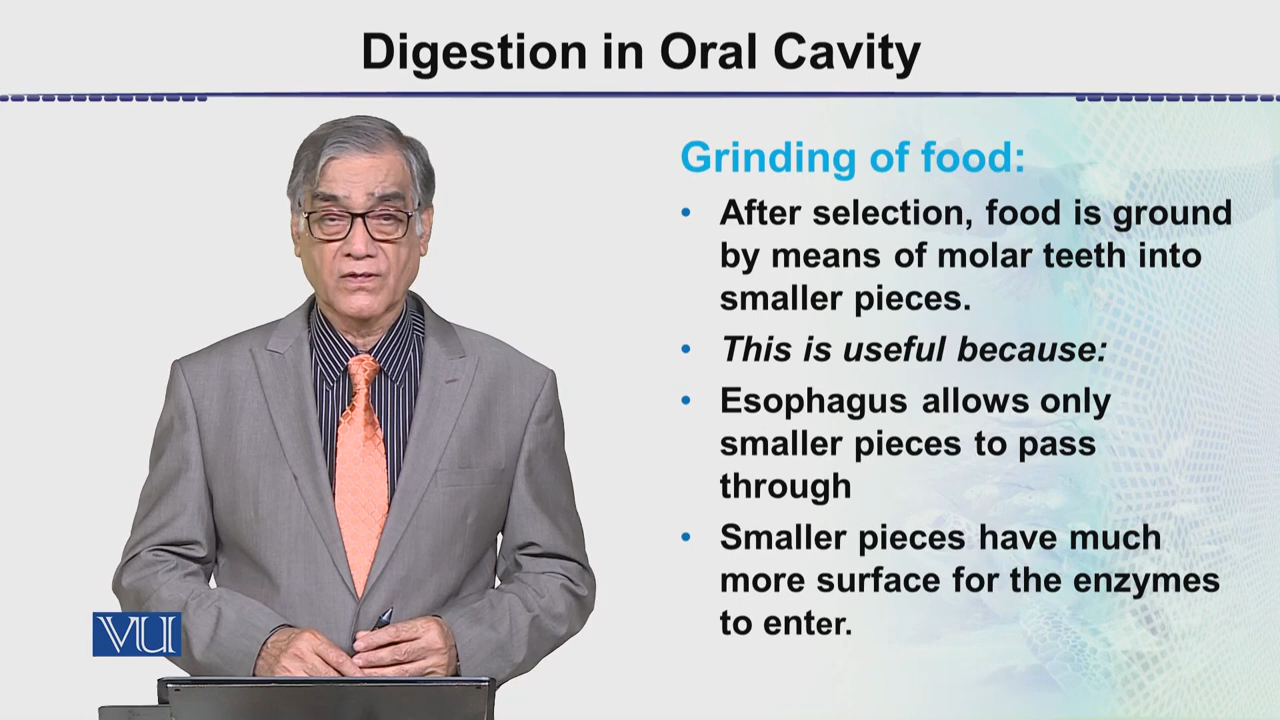 Digestion in Oral Cavity
Grinding of food:
• After selection, food is ground
by means of molar teeth into
smaller pieces.
• This is useful because:
• Esophagus allows only
smaller pieces to pass
through
• Smaller pieces have much
more surface for the enzymes
to enter.
VU